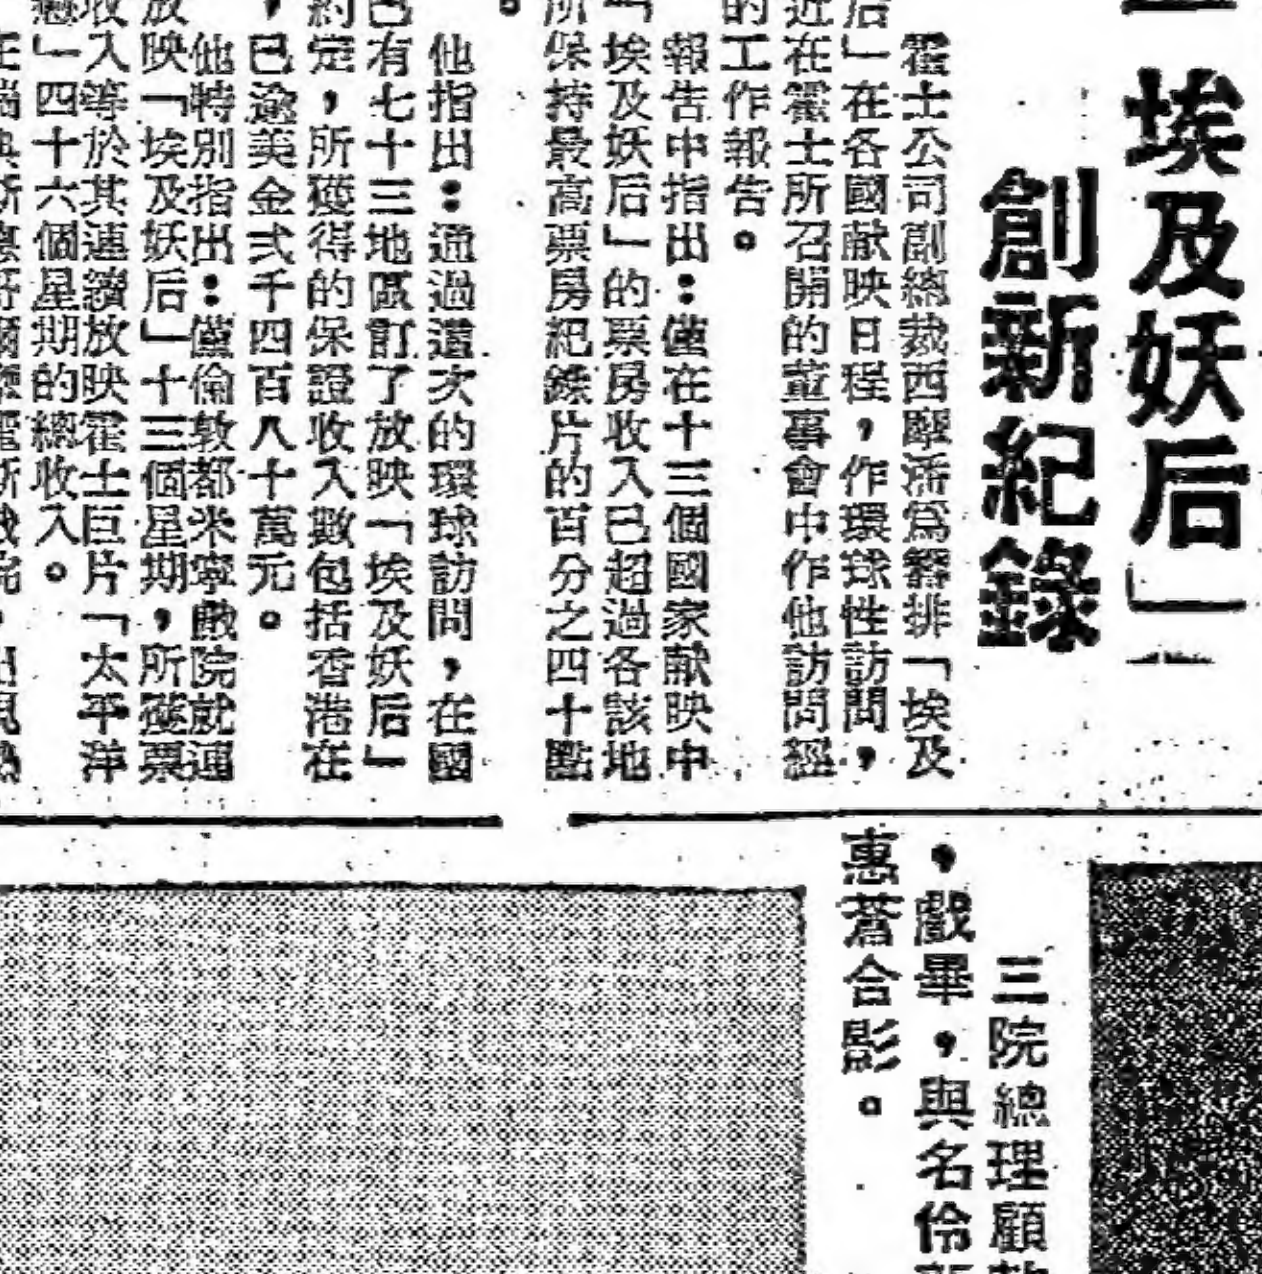 埃及妖后」
創新紀錄
霍士公司副總裁西摩潘為響排「埃及
后」在各國献映日程，作環球性訪問，
近在霍士所召開的董事會中作他訪問經
的工作報告。
報告中指出：僅在十三個國家献映中
「埃及妖后」的票房收入已超過各該地
所保持最高票房紀錄片的百分之四十點
。
他指出：通過這次的環球訪問，在國
已有七十三地區訂了放映「埃及妖后」
約定，所獲得的保證收入數包括香港在
，已逾美金弍千四百八十萬元。
他特別指出：僅倫敦都米寧戲院就連
放映「埃及妖后」十三個星期，所獲票
收入等於其連續放映霍士巨片「太平洋
戀」四十六個星期的總收入。
三院總理顧
，戲畢，與名伶
惠蒼合影。